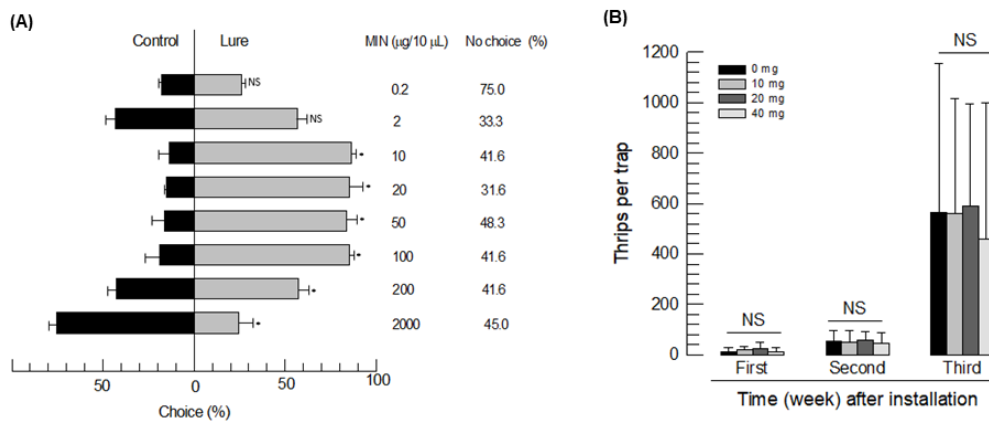 (A)
Control Lure MIN (µg/10 µL) No choice (%)
NS 0.2 75.0
NS 2 33.3
* 10 41.6
* 20 31.6
* 50 48.3
* 100 41.6
* 200 41.6
* 2000 45.0
50 0 50 100
Choice (%)
(B)
Thrips per trap
1200
1000
800
600
400
200
0
0 mg
10 mg
20 mg
40 mg
NS
NS
NS
First Second Third
Time (week) after installation